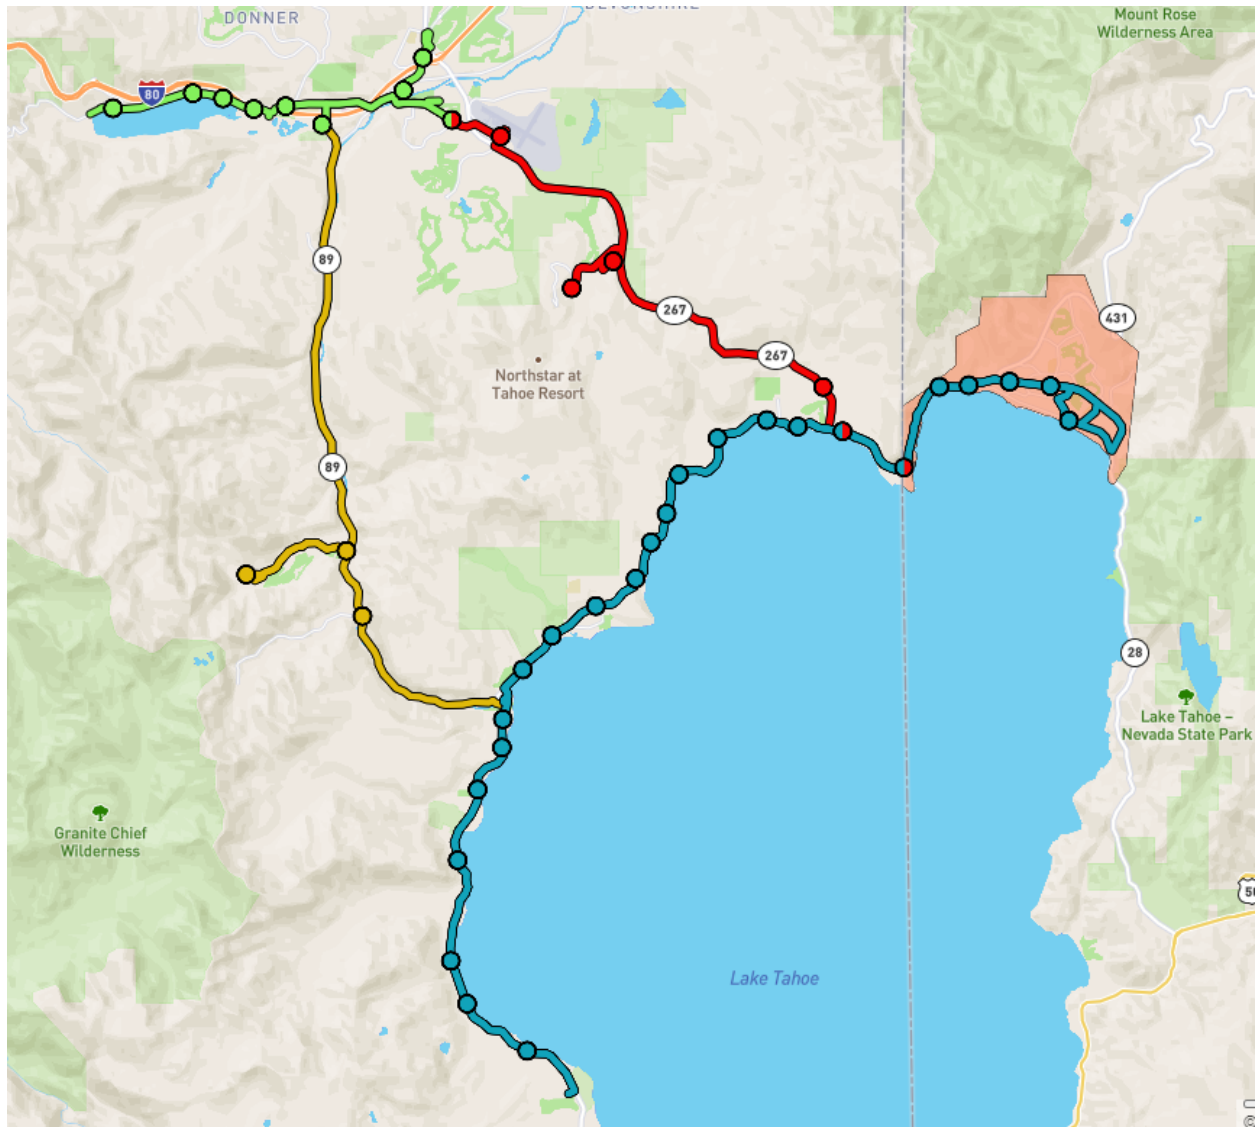 DONNER
DEVONSHIRE
Mount Rose
Wilderness Area
80
89
267
431
267
Northstar at
Tahoe Resort
89
28
Lake Tahoe –
Nevada State Park
Granite Chief
Wilderness
Lake Tahoe